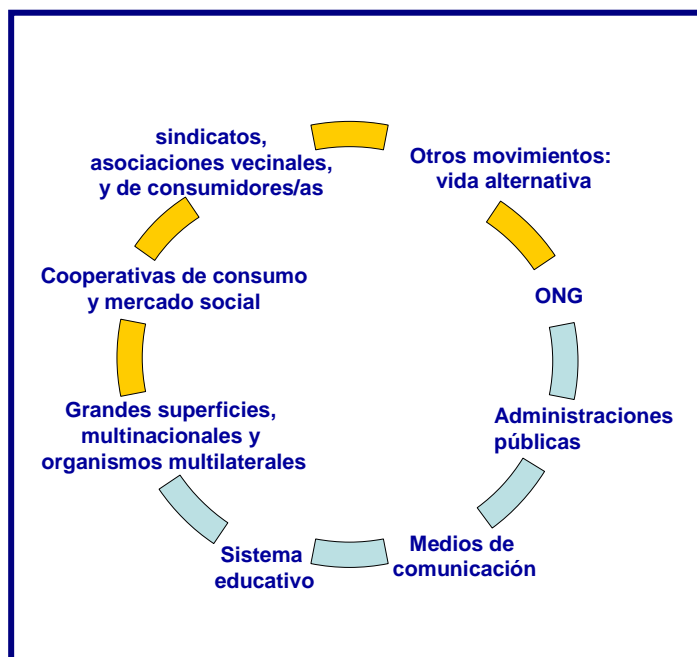 sindicatos,
asociaciones vecinales,
y de consumidores/as
Otros movimientos:
vida alternativa
Cooperativas de consumo
y mercado social
ONG
Grandes superficies,
multinacionales y
organismos multilaterales
Administraciones
públicas
Sistema
educativo
Medios de
comunicación